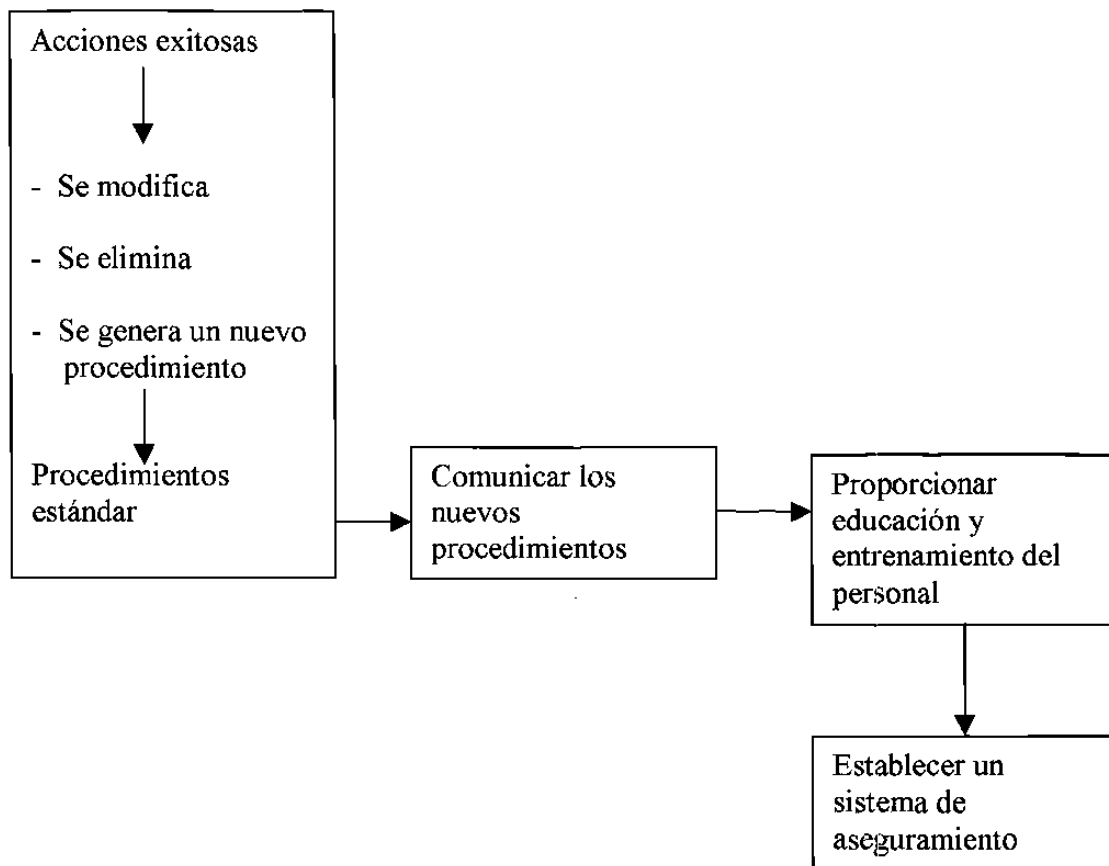 Acciones exitosas
- Se modifica
- Se elimina
- Se genera un nuevo
procedimiento
Procedimientos
estándar
Comunicar los
nuevos
procedimientos
Proporcionar
educación y
entrenamiento del
personal
Establecer un
sistema de
aseguramiento